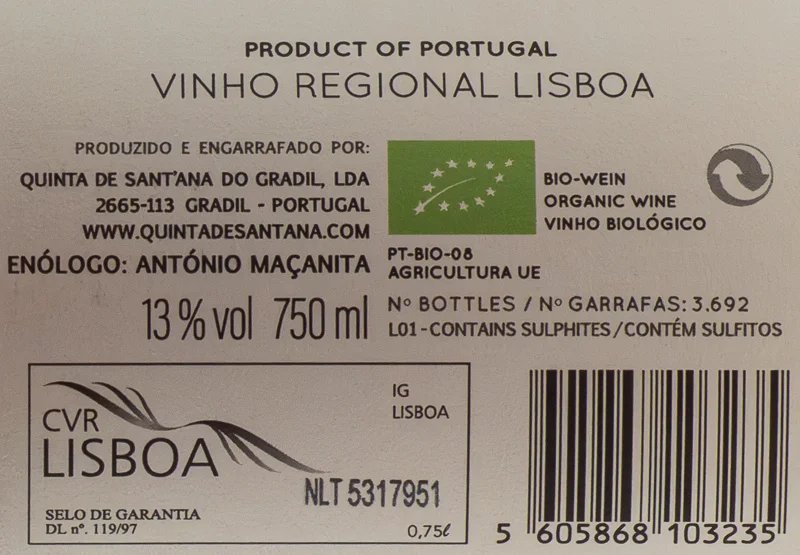 PRODUCT OF PORTUGAL
VINHO REGIONAL LISBOA
PRODUZIDO E ENGARRAFADO POR:
QUINTA DE SANT'ANA DO GRADIL, LDA
2665-113 GRADIL - PORTUGAL
WWW.QUINTADESANTANA.COM
ENÓLOGO: ANTÓNIO MAÇANITA
13 % vol 750 ml
BIO-WEIN
ORGANIC WINE
VINHO BIOLÓGICO
PT-BIO-08
AGRICULTURA UE
Nº BOTTLES / Nº GARRAFAS: 3.692
L01 - CONTAINS SULPHITES / CONTÉM SULFITOS
CVR
LISBOA
IG
LISBOA
NLT 5317951
SELO DE GARANTIA
DL nº. 119/97
0,75ℓ
5 605868 103235